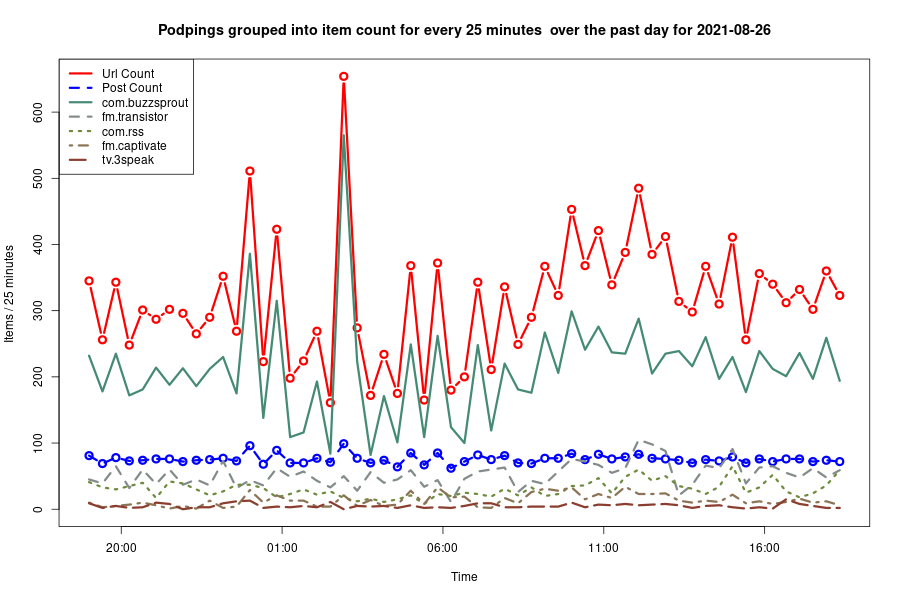 Podpings grouped into item count for every 25 minutes  over the past day for 2021-08-26
Url Count
Post Count
com.buzzsprout
fm.transistor
com.rss
fm.captivate
tv.3speak
Items / 25 minutes
600
500
400
300
200
100
0
20:00 01:00 06:00 11:00 16:00
Time